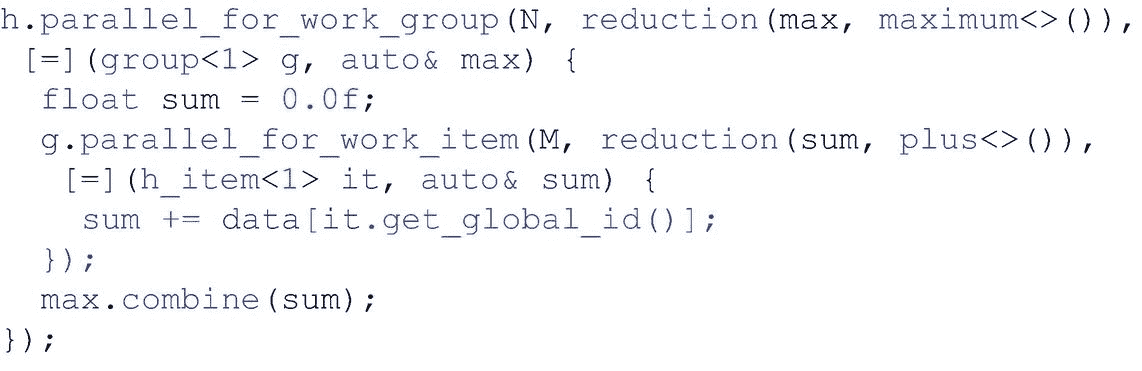 h.parallel_for_work_group(N, reduction(max, maximum<>()),
 [=](group<1> g, auto& max) {
  float sum = 0.0f;
  g.parallel_for_work_item(M, reduction(sum, plus<>()),
   [=](h_item<1> it, auto& sum) {
    sum += data[it.get_global_id()];
  });
  max.combine(sum);
});